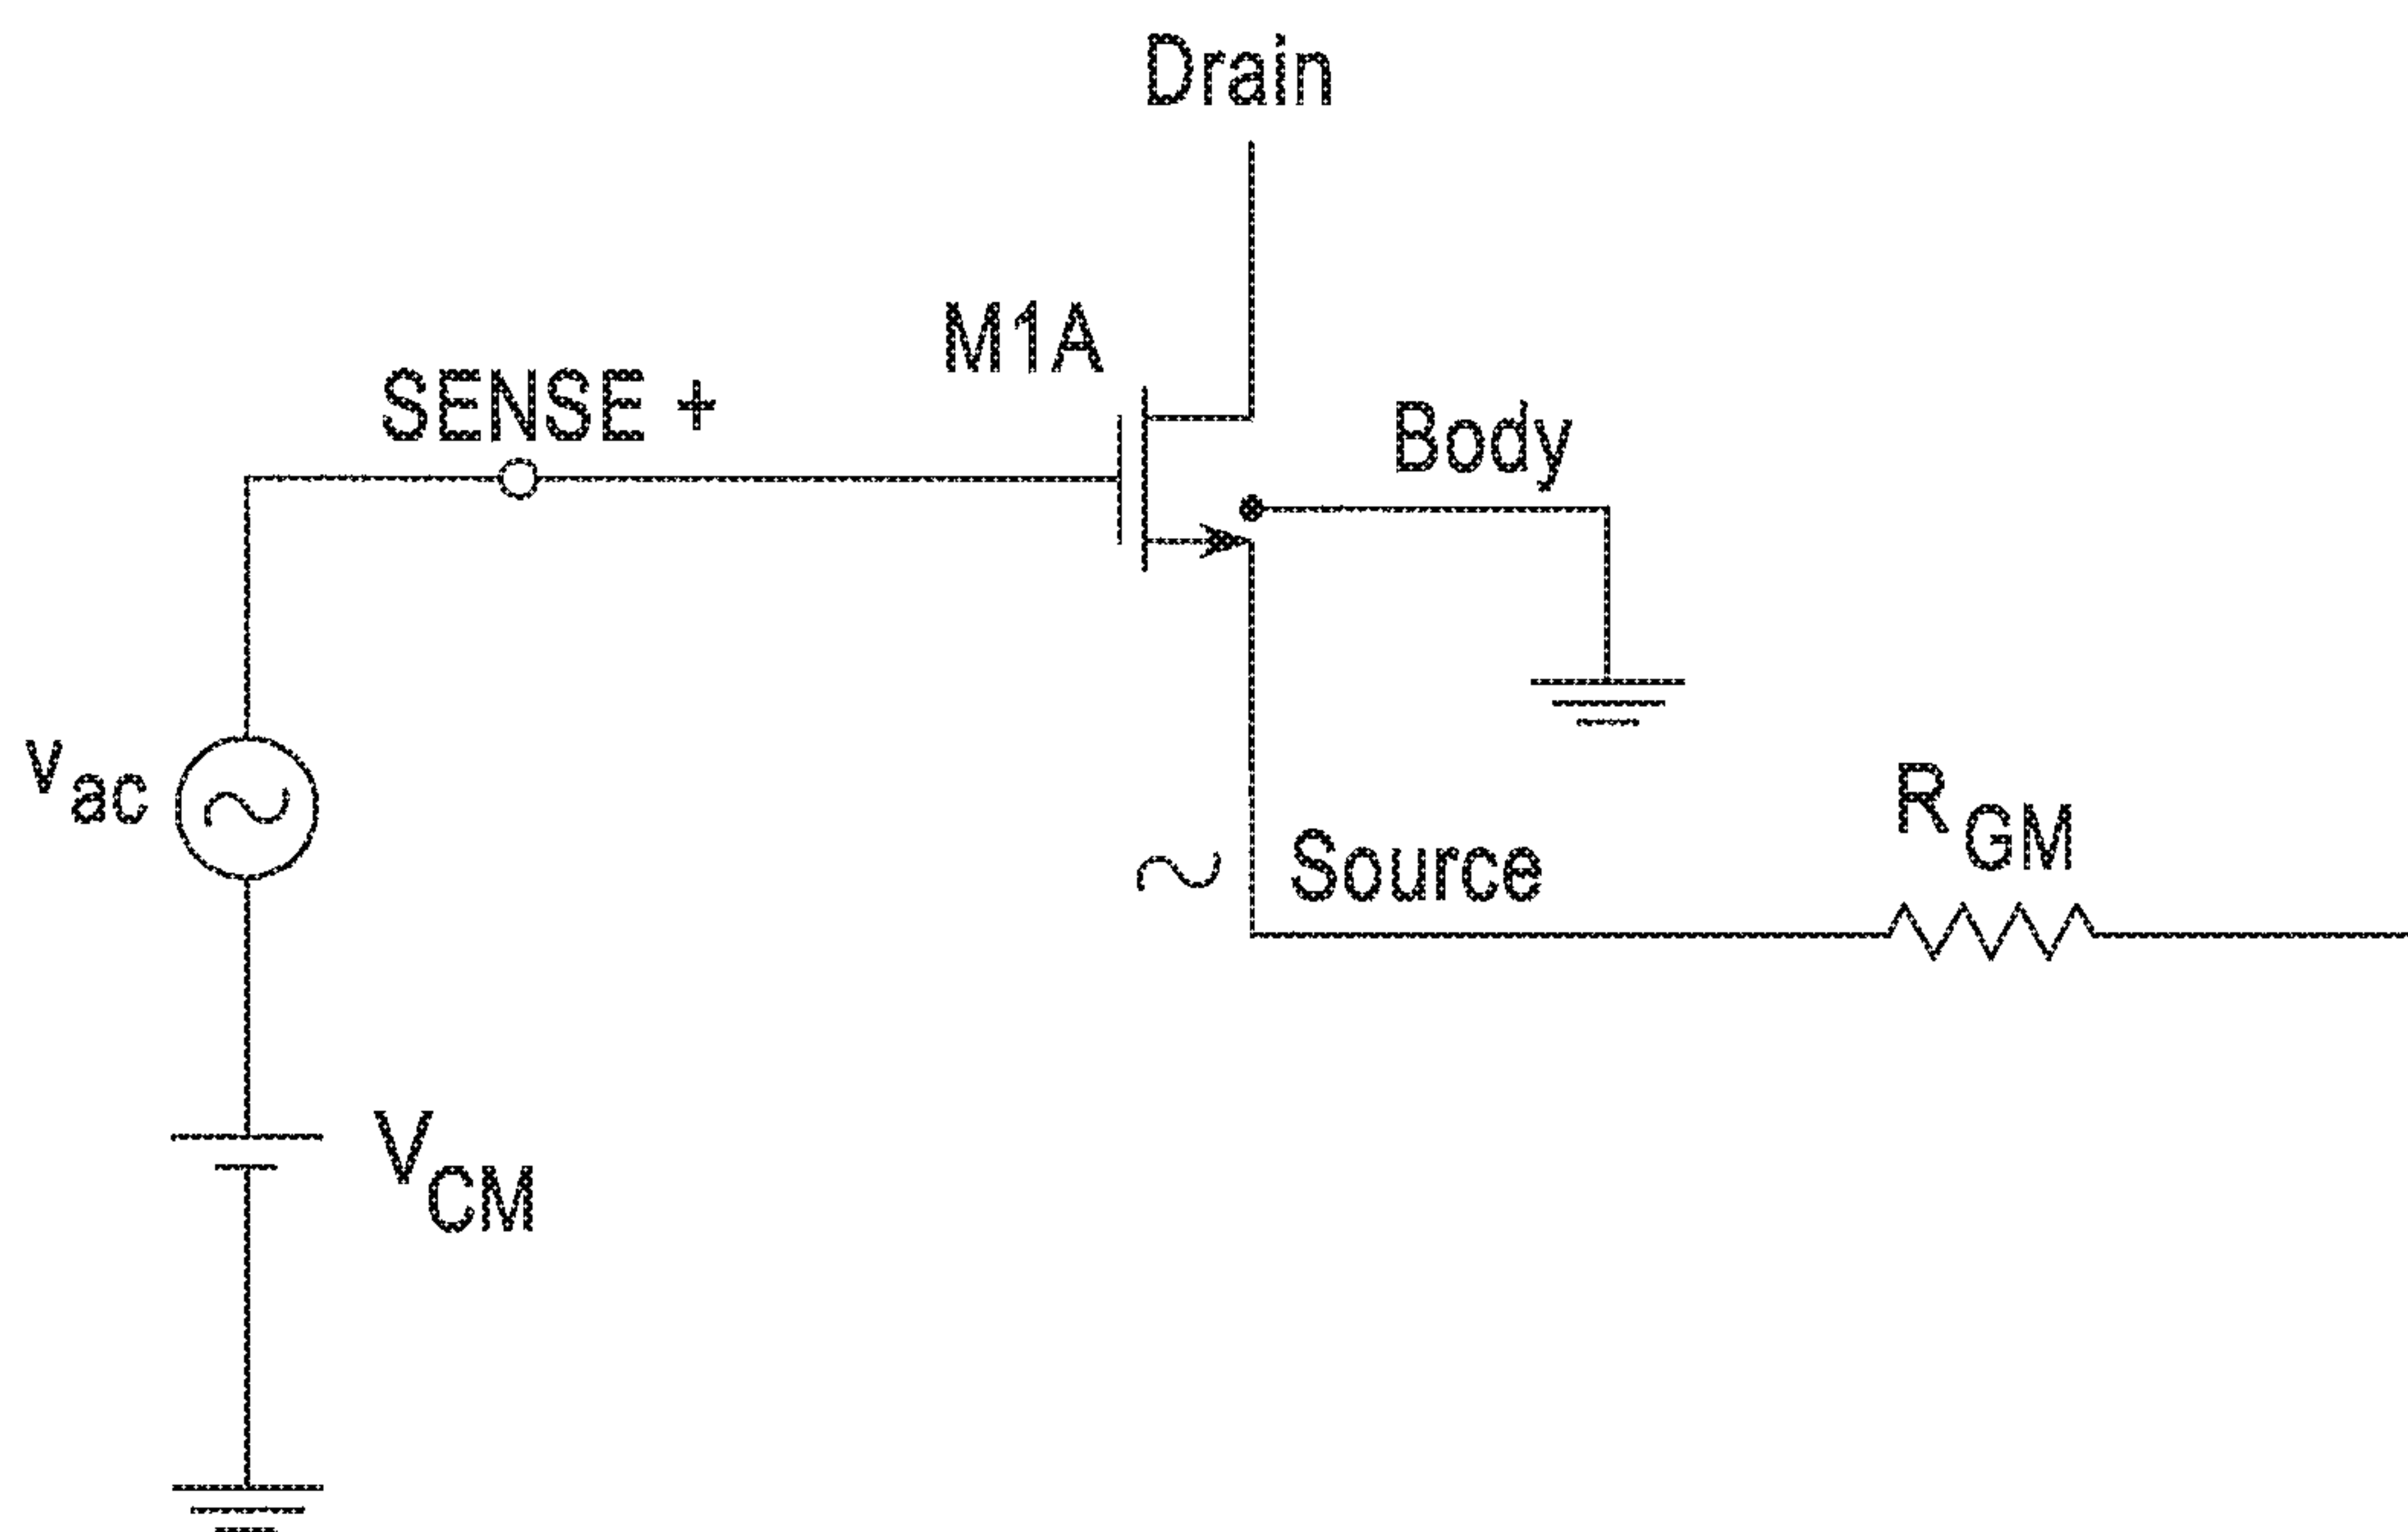 Drain
M1A
SENSE +
Body
vac
RGM
Source
VCM